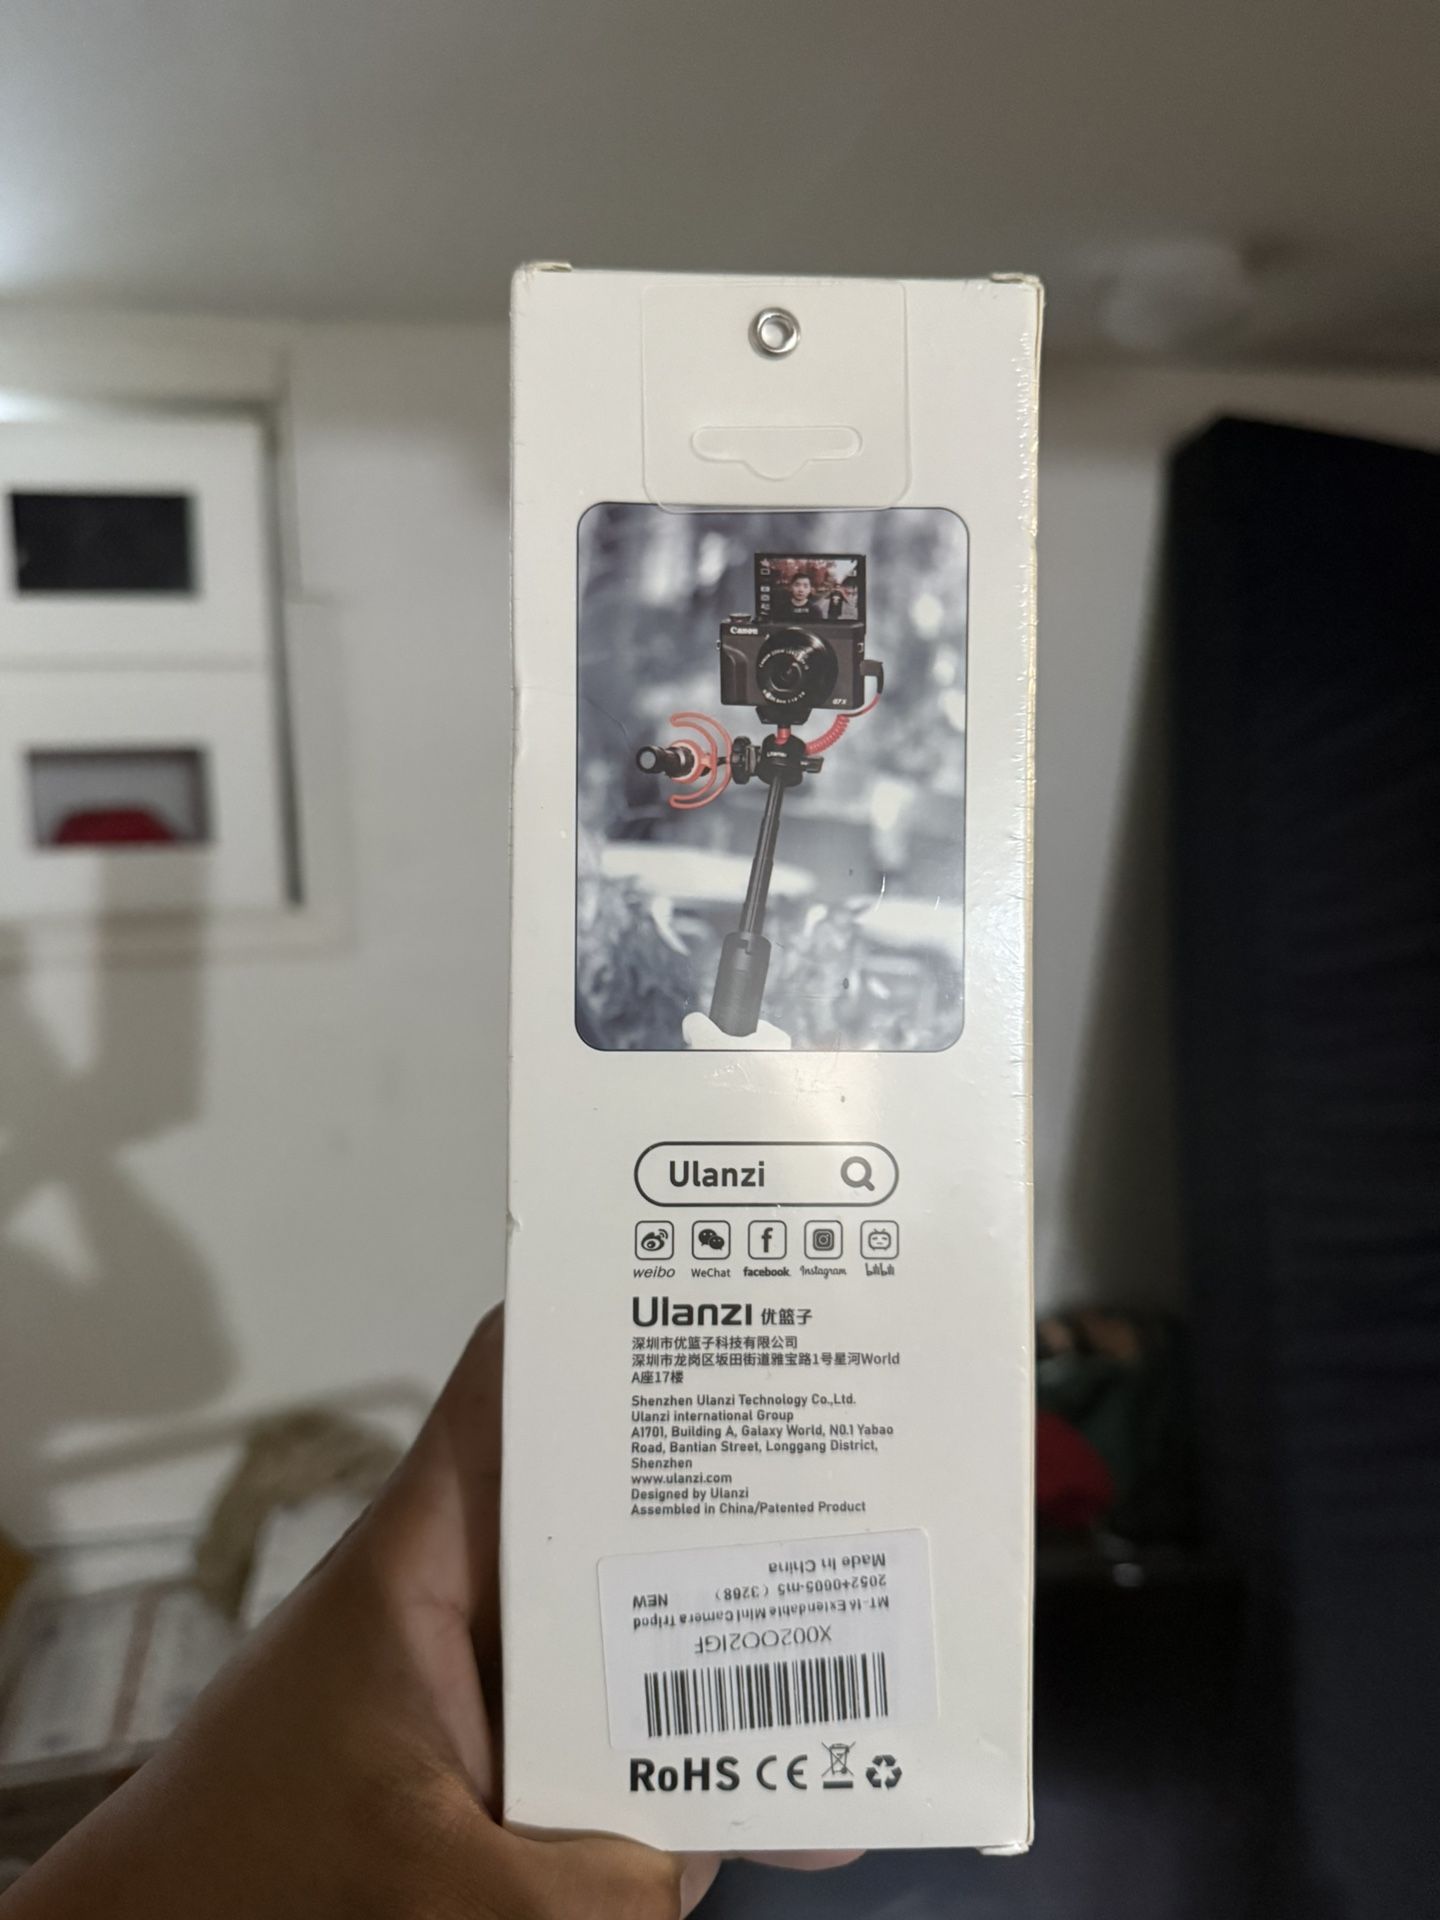 Canon
G7 X
Ulanzi
weibo
WeChat
facebook.
Instagram
bilibili
Ulanzi 优篮子
深圳市优篮子科技有限公司
深圳市龙岗区坂田街道雅宝路1号星河World
A座17楼
Shenzhen Ulanzi Technology Co.,Ltd.
Ulanzi international Group
A1701, Building A, Galaxy World, N0.1 Yabao
Road, Bantian Street, Longgang District,
Shenzhen
www.ulanzi.com
Designed by Ulanzi
Assembled in China/Patented Product
X002OO2IGF
MT-16 Extendable Mini Camera Tripod
2052+0605-m5 ( 3268) NEW
Made In China
RoHS CE